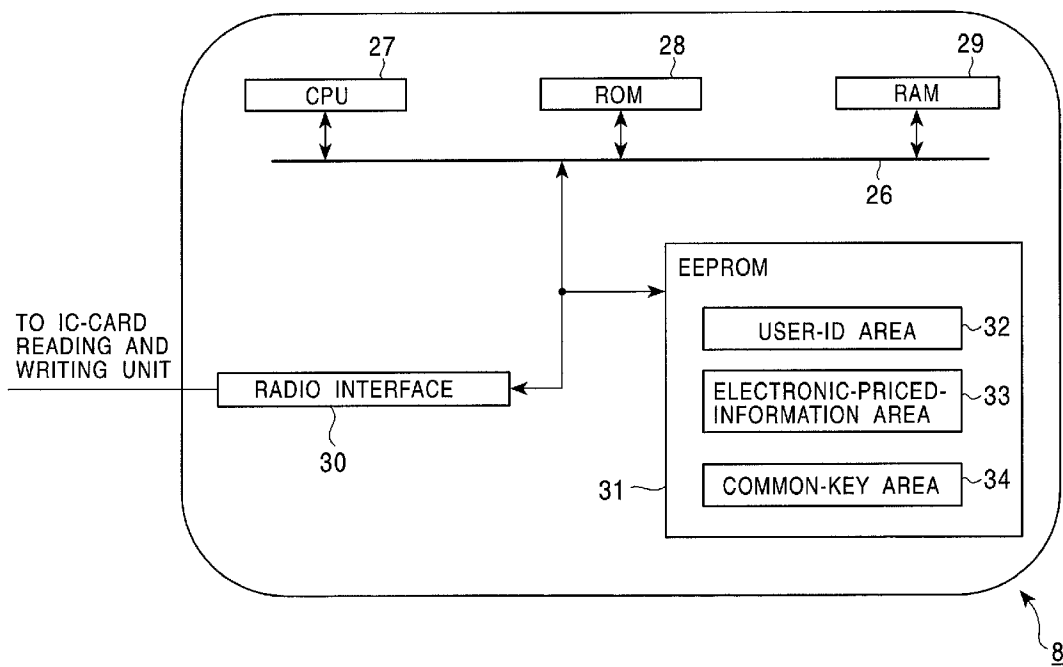 27
28
29
CPU
ROM
RAM
26
EEPROM
TO IC-CARD
READING AND
WRITING UNIT
USER-ID AREA
32
RADIO INTERFACE
ELECTRONIC-PRICED-
INFORMATION AREA
33
30
31
COMMON-KEY AREA
34
8